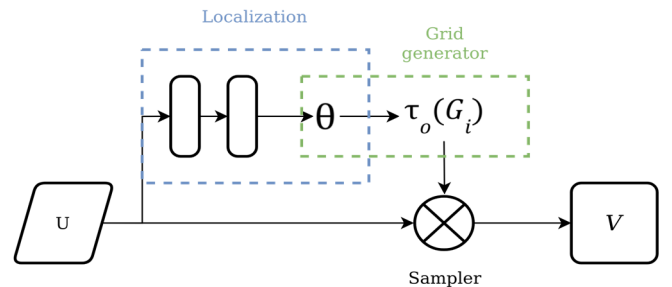 Localization
Grid
generator
θ
τo(Gi)
U
V
Sampler